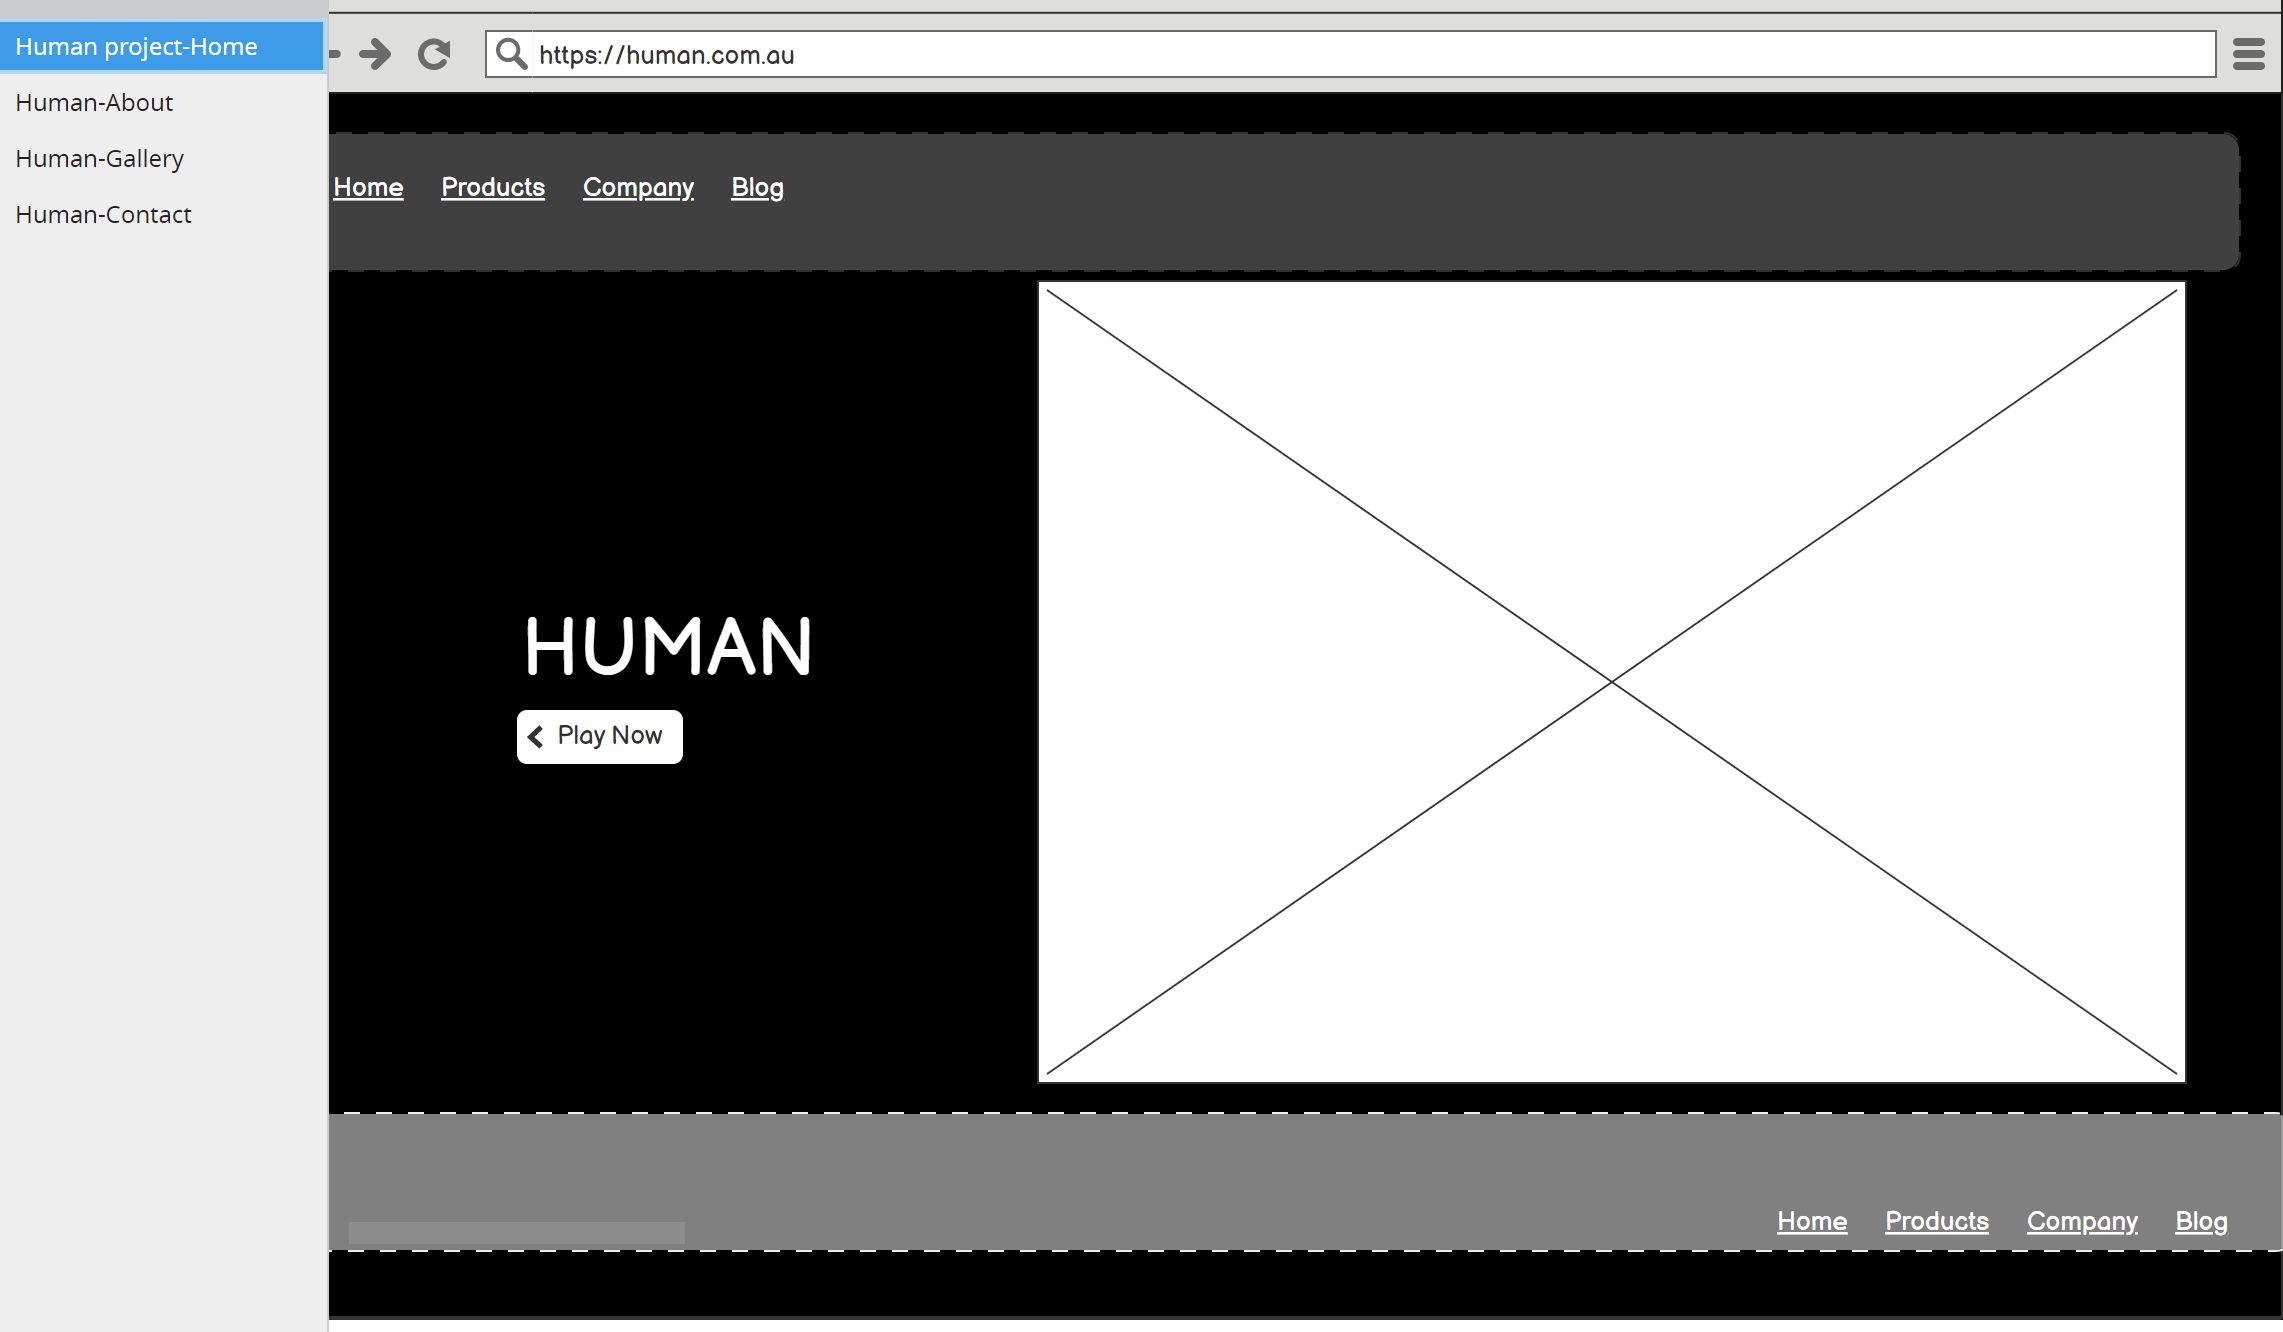 Human project-Home
Human-About
Human-Gallery
Human-Contact
https://human.com.au
Home Products Company Blog
HUMAN
Play Now
Home Products Company Blog